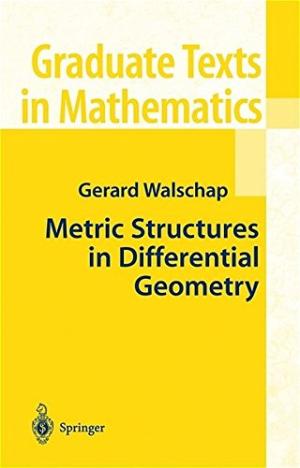 Graduate Texts
in Mathematics
Gerard Walschap
Metric Structures
in Differential
Geometry
Springer